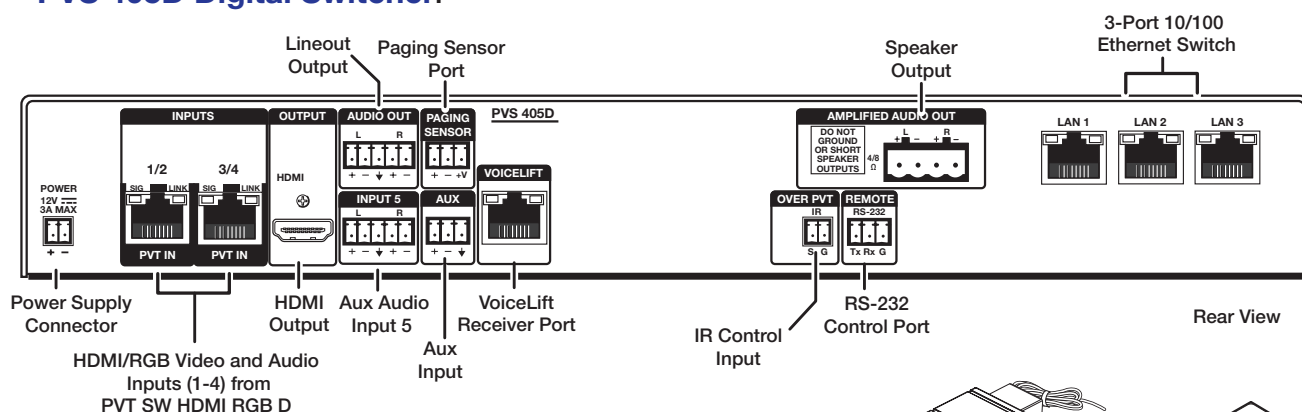 PVS 405D Digital Switcher:
Lineout
Output
Paging Sensor
Port
Speaker
Output
3-Port 10/100
Ethernet Switch
INPUTS
1/2
3/4
SIG LINK
SIG LINK
PVT IN
PVT IN
POWER
12V
3A MAX
+ −
OUTPUT
HDMI
AUDIO OUT
L R
INPUT 5
L R
+ − + −
PAGING
SENSOR
+ − +V
AUX
+ −
PVS 405D
VOICELIFT
AMPLIFIED AUDIO OUT
DO NOT
GROUND
OR SHORT
SPEAKER
OUTPUTS
4/8
Ω
L
+ −
R
+ −
OVER PVT
IR
S G
REMOTE
RS-232
Tx Rx G
LAN 1
LAN 2
LAN 3
Power Supply
Connector
HDMI/RGB Video and Audio
Inputs (1-4) from
PVT SW HDMI RGB D
HDMI
Output
Aux Audio
Input 5
Aux
Input
VoiceLift
Receiver Port
IR Control
Input
RS-232
Control Port
Rear View